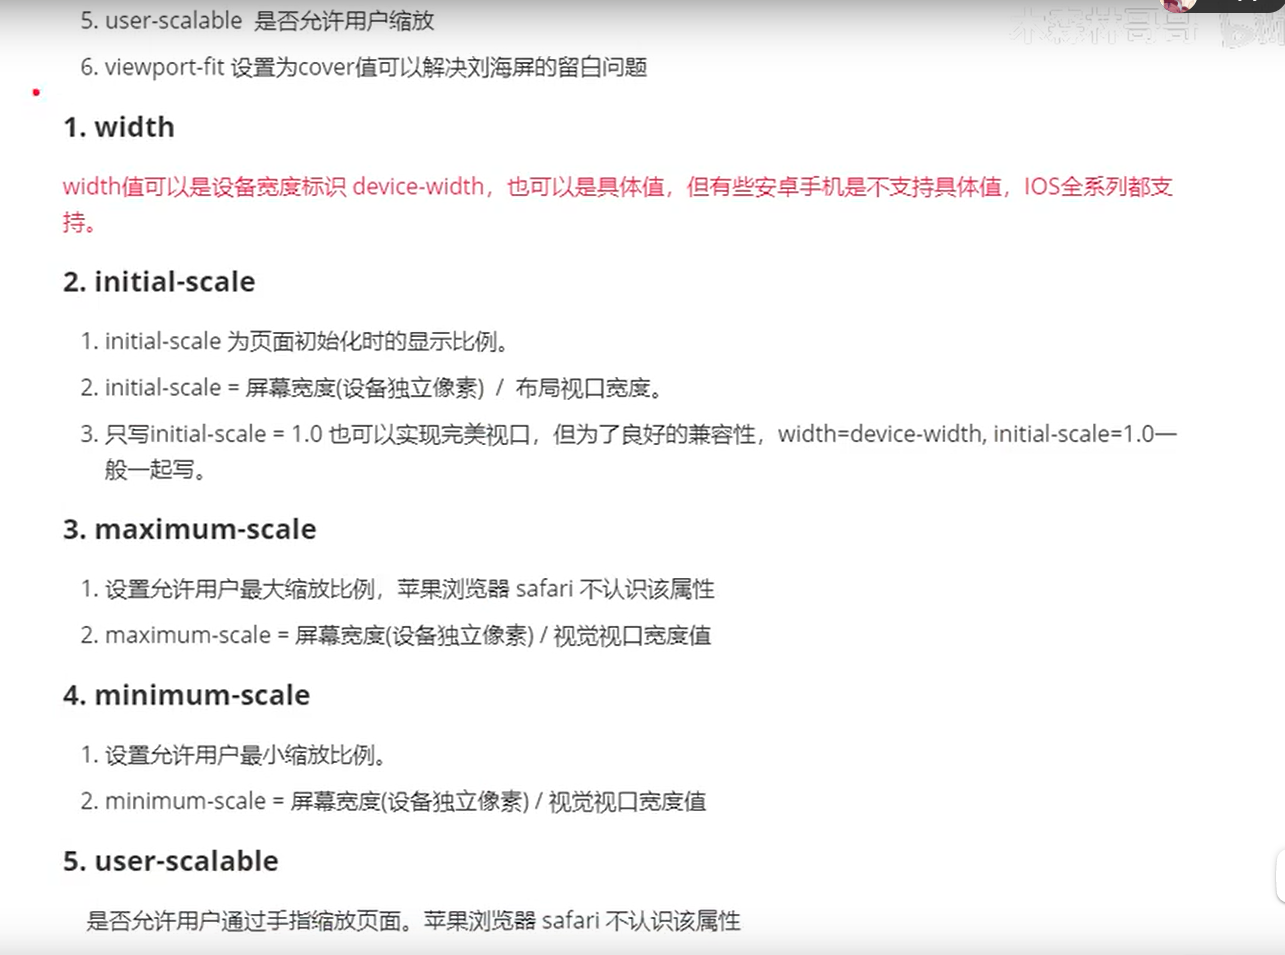 5. user-scalable 是否允许用户缩放
木森林哥哥
6. viewport-fit 设置为cover值可以解决刘海屏的留白问题
1. width
width值可以是设备宽度标识 device-width，也可以是具体值，但有些安卓手机是不支持具体值，IOS全系列都支
持。
2. initial-scale
1. initial-scale 为页面初始化时的显示比例。
2. initial-scale = 屏幕宽度(设备独立像素) / 布局视口宽度。
3. 只写initial-scale = 1.0 也可以实现完美视口，但为了良好的兼容性，width=device-width, initial-scale=1.0一
般一起写。
3. maximum-scale
1. 设置允许用户最大缩放比例，苹果浏览器 safari 不认识该属性
2. maximum-scale = 屏幕宽度(设备独立像素) / 视觉视口宽度值
4. minimum-scale
1. 设置允许用户最小缩放比例。
2. minimum-scale = 屏幕宽度(设备独立像素) / 视觉视口宽度值
5. user-scalable
是否允许用户通过手指缩放页面。苹果浏览器 safari 不认识该属性